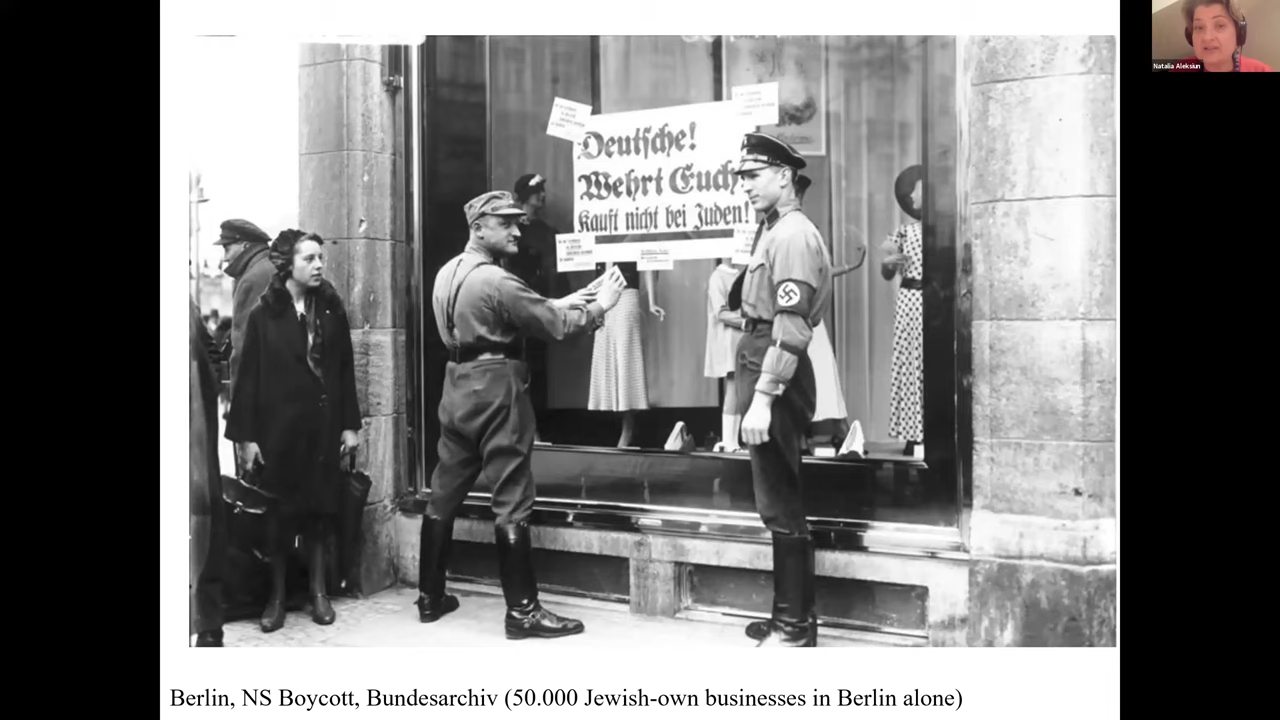 Natalia Aleksiun
Deutsche!
Wehrt Euch!
Kauft nicht bei Juden!
Berlin, NS Boycott, Bundesarchiv (50.000 Jewish-own businesses in Berlin alone)